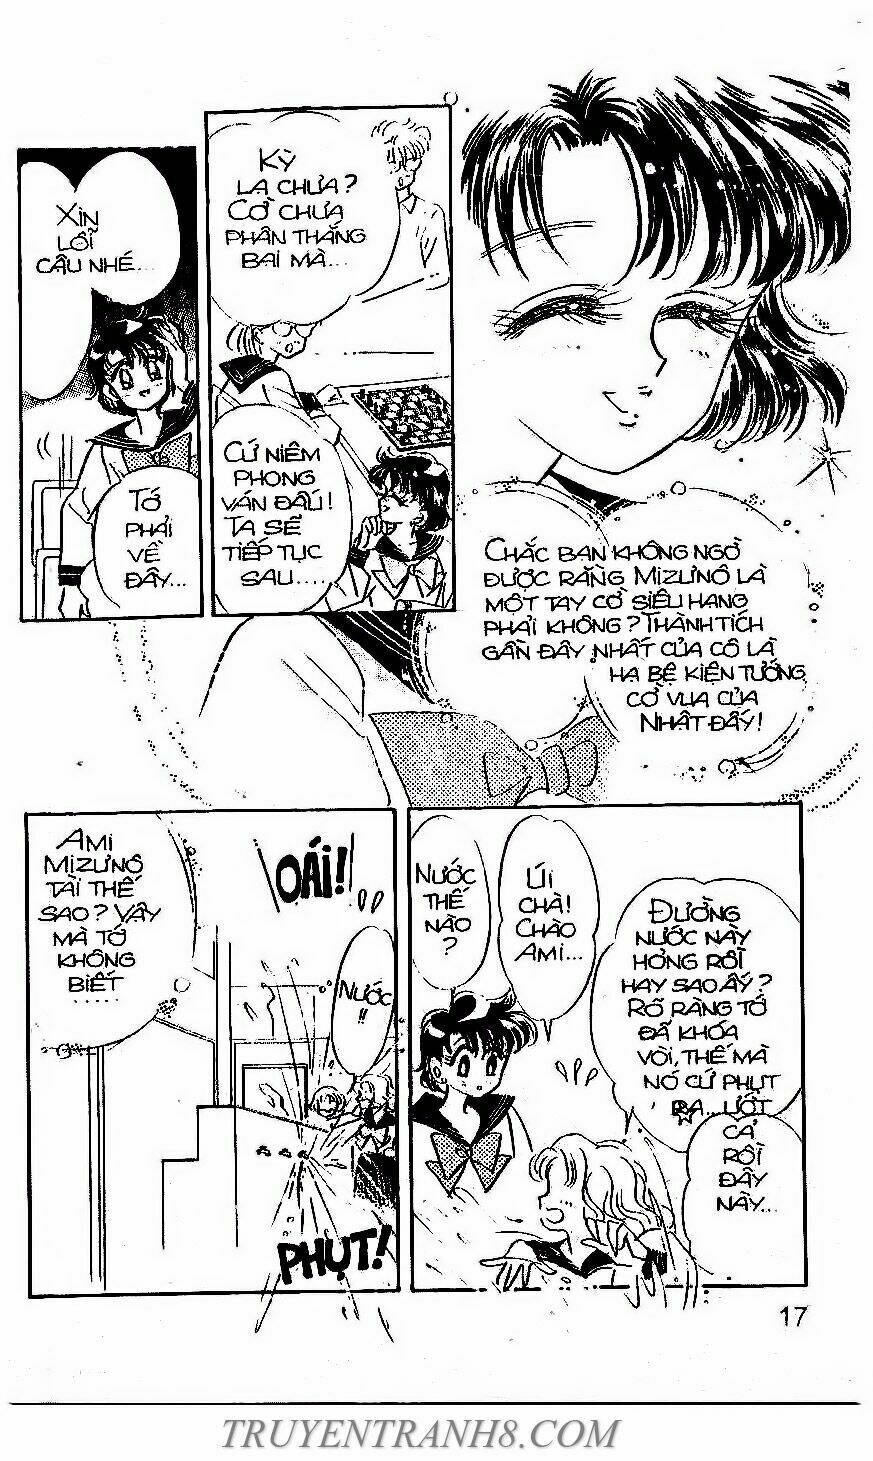 XIN
LỖI
CẬU NHÉ...
TỚ
PHẢI
VỀ
ĐÂY...
KỲ
LẠ CHƯA?
CỜ CHƯA
PHÂN THẮNG
BẠI MÀ...
CỨ NIÊM
PHONG
VÁN ĐẤU!
TA SẼ
TIẾP TỤC
SAU.....
CHẮC BẠN KHÔNG NGỜ
ĐƯỢC RẰNG MIZƯNÔ LÀ
MỘT TAY CỜ SIÊU HẠNG
PHẢI KHÔNG? THÀNH TÍCH
GẦN ĐÂY NHẤT CỦA CÔ LÀ
HẠ BỆ KIỆN TƯỚNG
CỜ VUA CỦA
NHẬT ĐẤY!
AMI
MIZƯNÔ
TÀI THẾ
SAO? VẬY
MÀ TỚ
KHÔNG
BIẾT
.....
OÁI!
NƯỚC
!!
PHỤT!
NƯỚC
THẾ
NÀO
?
ÚI
CHÀ!
CHÀO
AMI...
ĐƯỜNG
NƯỚC NÀY
HỎNG RỒI
HAY SAO ẤY?
RÕ RÀNG TỚ
ĐÃ KHÓA
VÒI, THẾ MÀ
NÓ CỨ PHỤT
RA... ƯỚT
CẢ
RỒI
ĐÂY
NÀY...
17
TRUYENTRANH8.COM